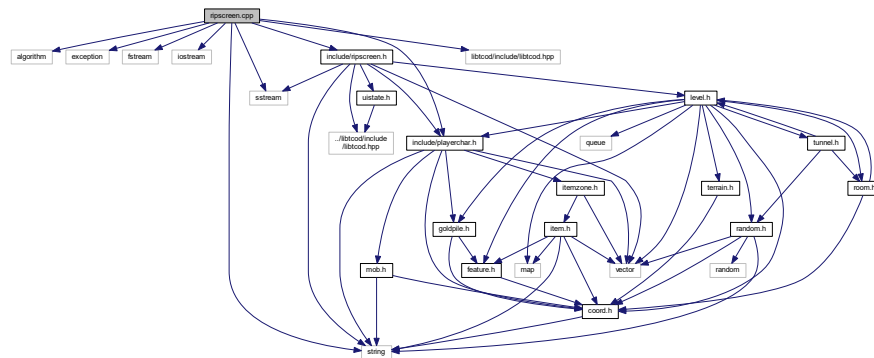 ripscreen.cpp
algorithm
exception
fstream
iostream
include/ripscreen.h
libtcod/include/libtcod.hpp
sstream
uistate.h
level.h
../libtcod/include
/libtcod.hpp
include/playerchar.h
queue
tunnel.h
itemzone.h
terrain.h
room.h
goldpile.h
item.h
random.h
mob.h
feature.h
map
vector
random
coord.h
string